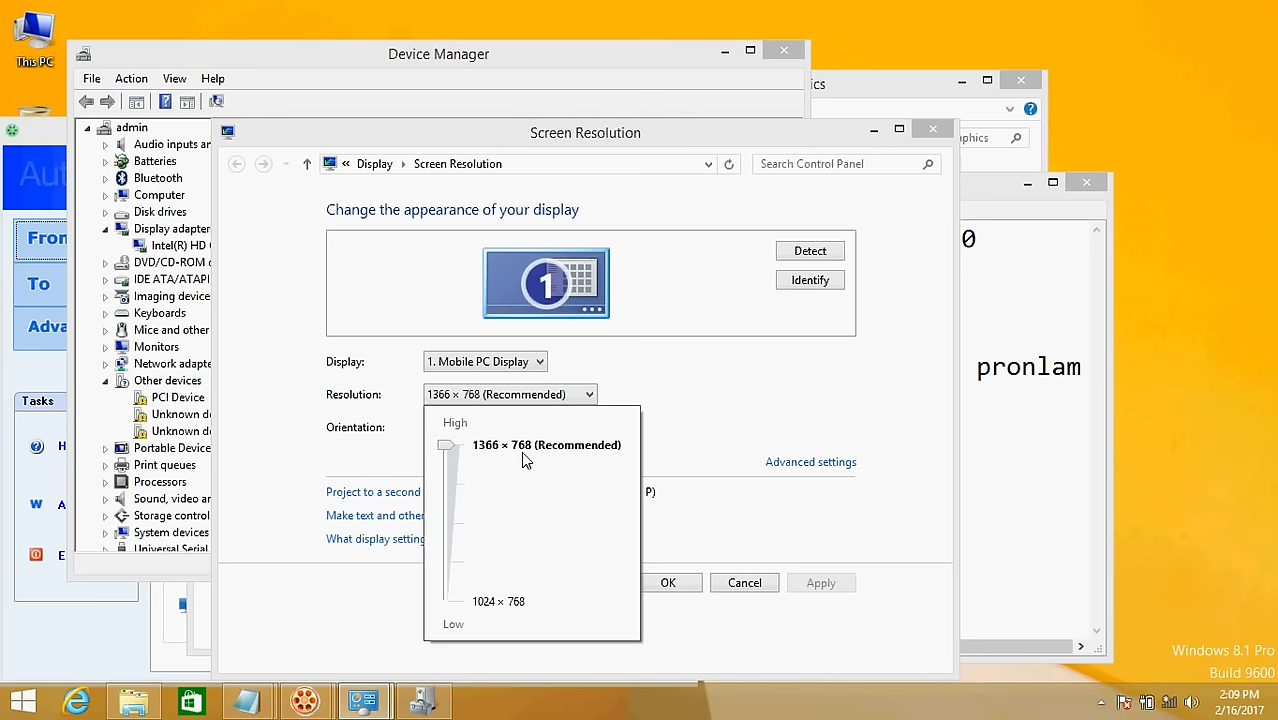 This PC
Device Manager
File Action View Help
admin
Audio inputs ar
Batteries
Bluetooth
Computer
Disk drives
Display adapter
Intel(R) HD
DVD/CD-ROM
IDE ATA/ATAPI
Imaging device
Keyboards
Mice and other
Monitors
Network adapte
Other devices
PCI Device
Unknown d
Unknown d
Portable Device
Print queues
Processors
Sound, video ar
Storage control
System devices
Universal Serial
Aut
From
To
Adva
Tasks
H
A
E
ics
phics
Screen Resolution
« Display Screen Resolution
Search Control Panel
Change the appearance of your display
1
Detect
Identify
Display: 1. Mobile PC Display
Resolution: 1366 × 768 (Recommended)
Orientation:
High
1366 × 768 (Recommended)
1024 × 768
Low
Advanced settings
Project to a second
P)
Make text and other
What display setting
OK Cancel Apply
0
pronlam
Windows 8.1 Pro
Build 9600
2:09 PM
2/16/2017